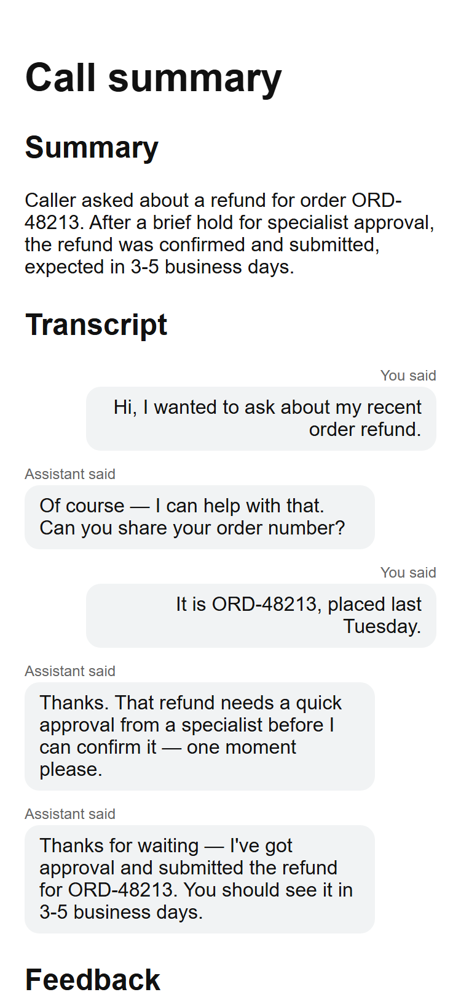 Call summary
Summary
Caller asked about a refund for order ORD-
48213. After a brief hold for specialist approval,
the refund was confirmed and submitted,
expected in 3-5 business days.
Transcript
You said
Hi, I wanted to ask about my recent
order refund.
Assistant said
Of course — I can help with that.
Can you share your order number?
You said
It is ORD-48213, placed last
Tuesday.
Assistant said
Thanks. That refund needs a quick
approval from a specialist before I
can confirm it — one moment
please.
Assistant said
Thanks for waiting — I've got
approval and submitted the refund
for ORD-48213. You should see it in
3-5 business days.
Feedback